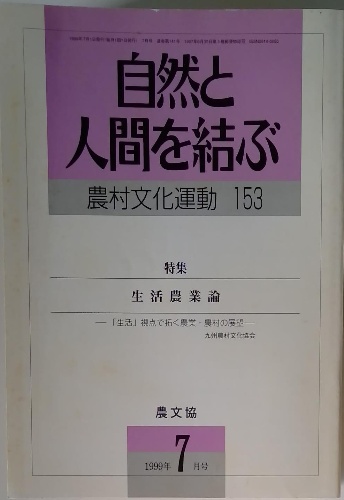 自然と
人間を結ぶ
農村文化運動 153
特集
生活農業論
―「生活」視点で拓く農業・農村の展望―
九州農村文化協会
農文協
1999年 7 月号